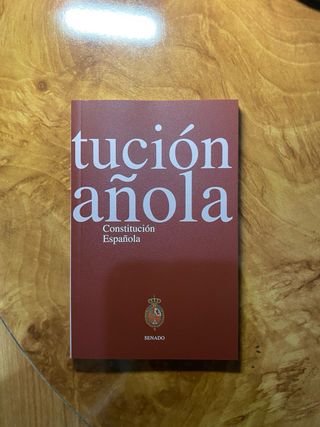 tución
añola
Constitución
Española
SENADO